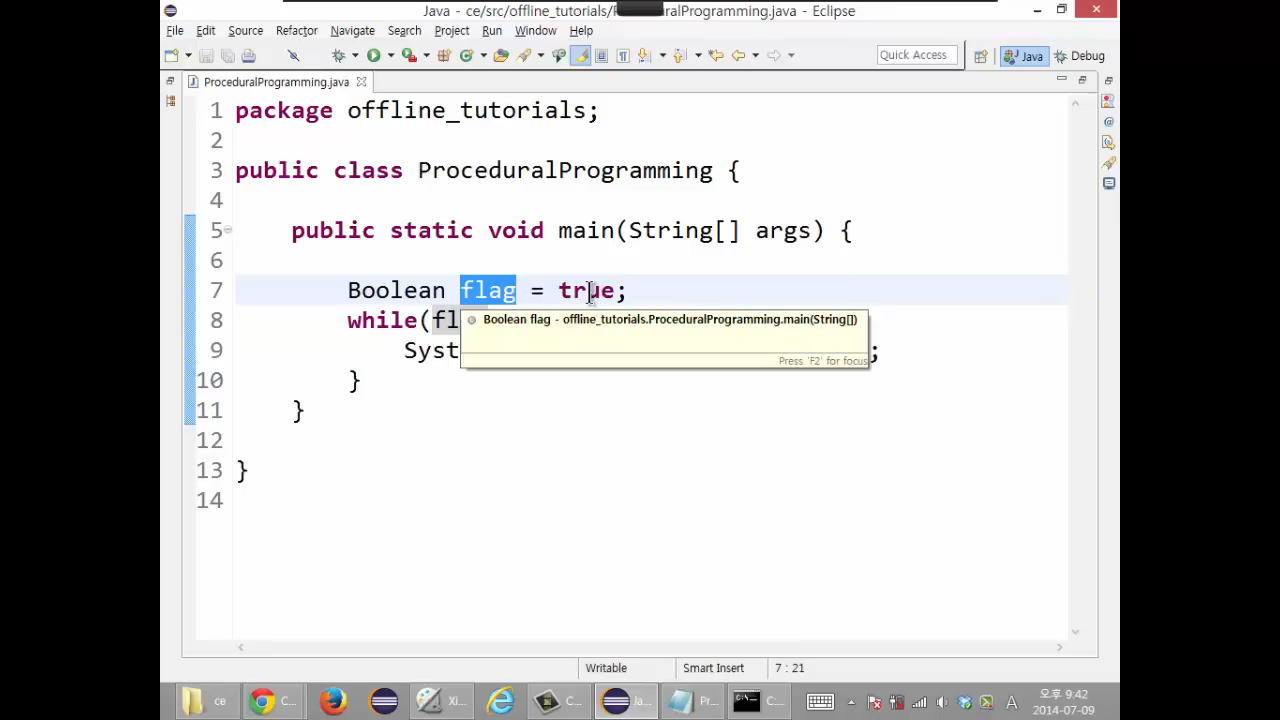 Java - ce/src/offline_tutorials/ ralProgramming.java - Eclipse
File Edit Source Refactor Navigate Search Project Run Window Help
Quick Access Java Debug
ProceduralProgramming.java
1 package offline_tutorials;
2
3 public class ProceduralProgramming {
4
5 public static void main(String[] args) {
6
7 Boolean flag = true;
8 while(fl
Boolean flag - offline_tutorials.ProceduralProgramming.main(String[])
9 Syst ;
Press 'F2' for focus
10 }
11 }
12
13 }
14
Writable Smart Insert 7 : 21
ce C... Xl... C... Ja... Pr... C... A 오후 9:42
2014-07-09